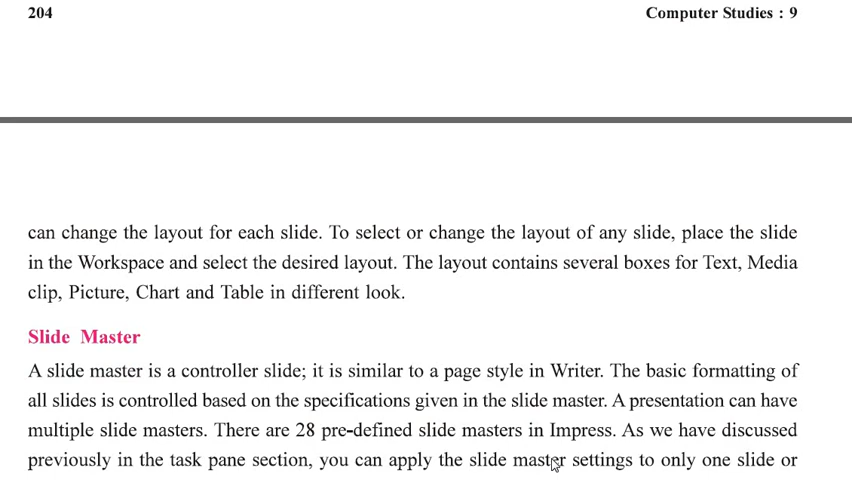 204
Computer Studies : 9
can change the layout for each slide. To select or change the layout of any slide, place the slide
in the Workspace and select the desired layout. The layout contains several boxes for Text, Media
clip, Picture, Chart and Table in different look.
Slide Master
A slide master is a controller slide; it is similar to a page style in Writer. The basic formatting of
all slides is controlled based on the specifications given in the slide master. A presentation can have
multiple slide masters. There are 28 pre-defined slide masters in Impress. As we have discussed
previously in the task pane section, you can apply the slide master settings to only one slide or